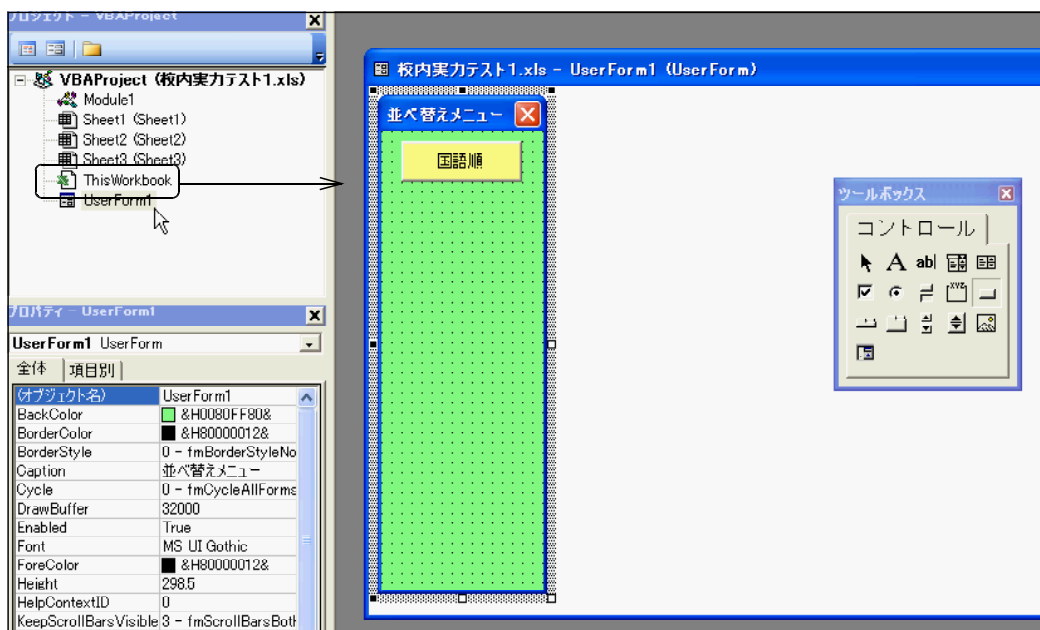 プロジェクト - VBAProject
VBAProject (校内実力テスト1.xls)
Module1
Sheet1 (Sheet1)
Sheet2 (Sheet2)
Sheet3 (Sheet3)
ThisWorkbook
UserForm1
プロパティ - UserForm1
UserForm1 UserForm
全体 項目別
(オブジェクト名) UserForm1
BackColor &H0080FF80&
BorderColor &H80000012&
BorderStyle 0 - fmBorderStyleNo
Caption 並べ替えメニュー
Cycle 0 - fmCycleAllForms
DrawBuffer 32000
Enabled True
Font MS UI Gothic
ForeColor &H80000012&
Height 298.5
HelpContextID 0
KeepScrollBarsVisible 3 - fmScrollBarsBoth
校内実力テスト1.xls - UserForm1 (UserForm)
並べ替えメニュー
国語順
ツールボックス
コントロール
A ab
XYZ